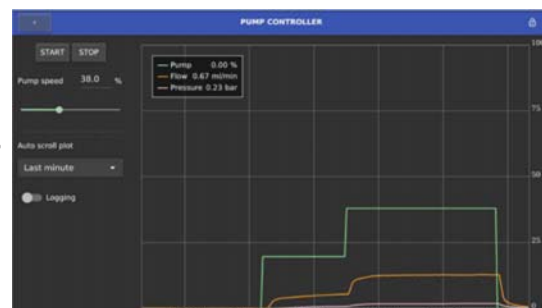 PUMP CONTROLLER
START STOP
Pump speed 38.0 %
Auto scroll plot
Last minute
Logging
Pump 0.00 %
Flow 0.67 ml/min
Pressure 0.23 bar
100
75
50
25
0